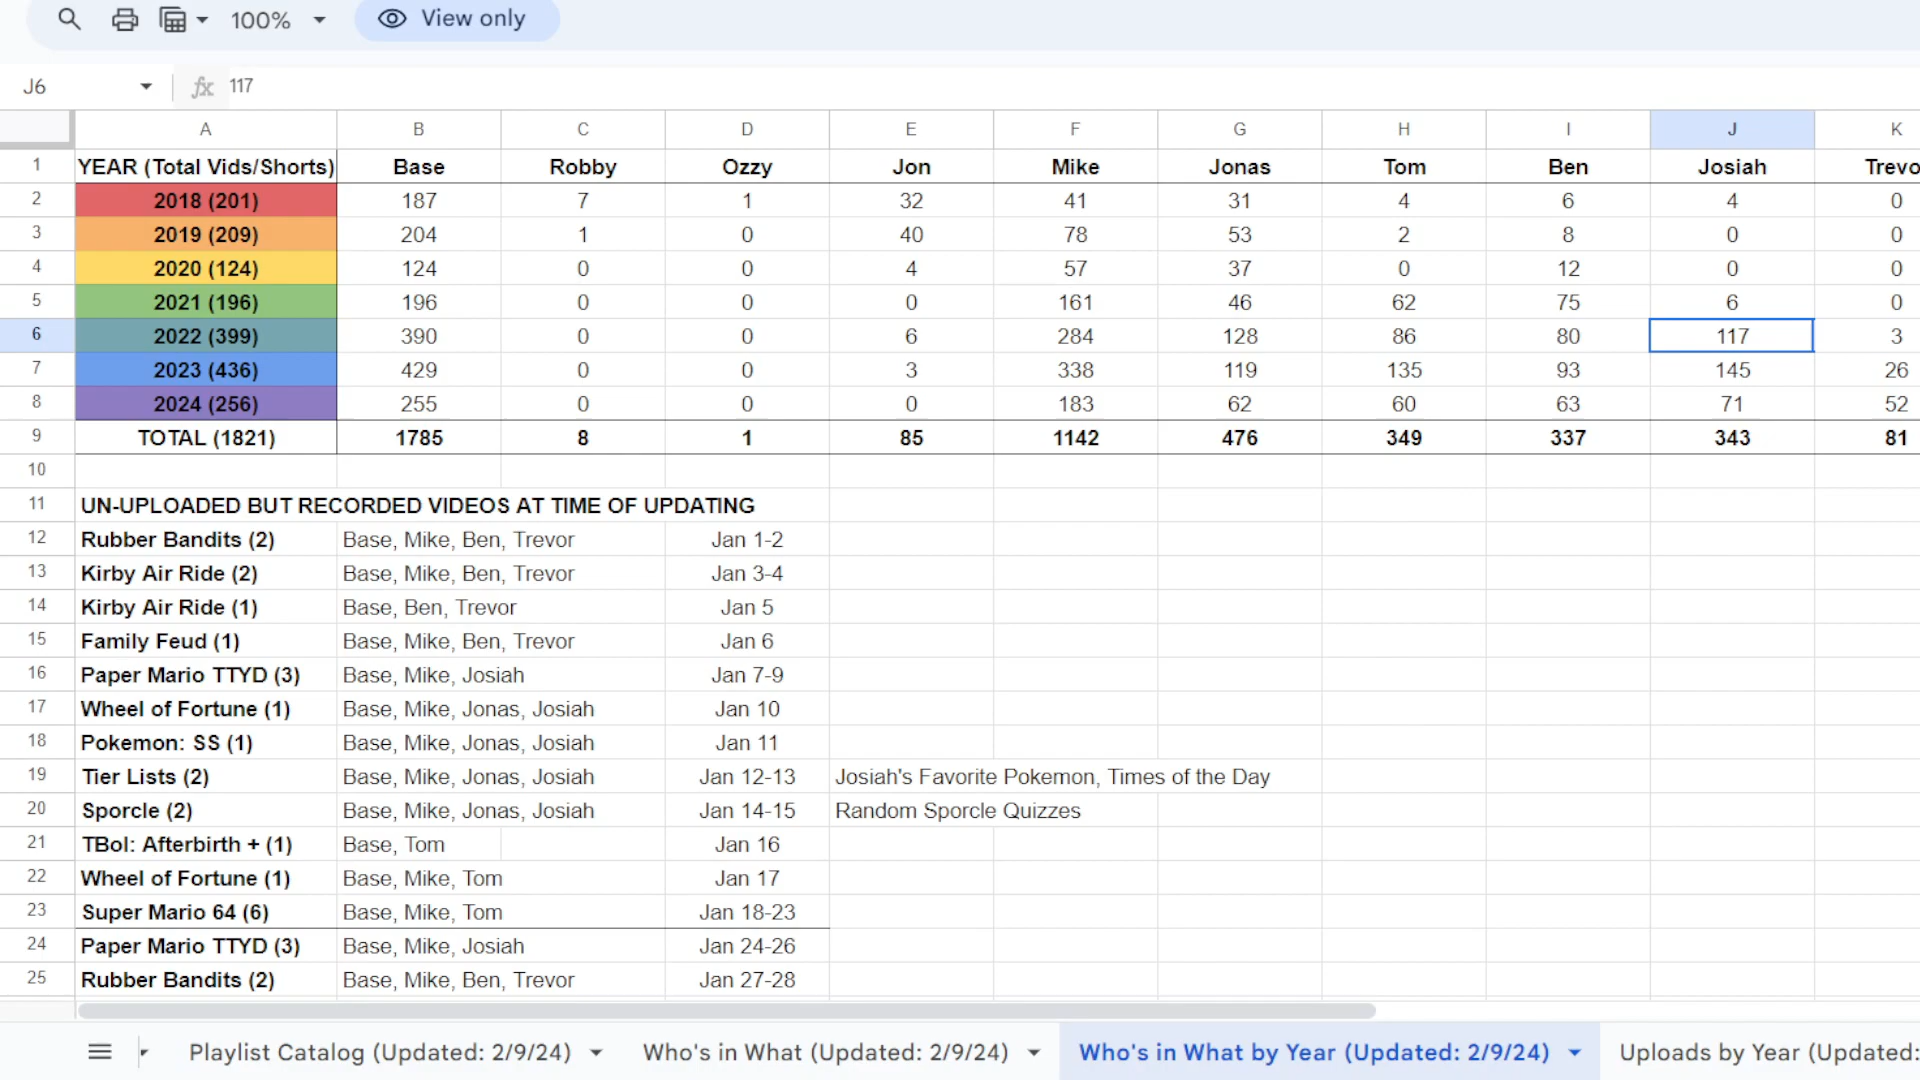 100% View only
J6 fx 117
A B C D E F G H I J K
1 YEAR (Total Vids/Shorts) Base Robby Ozzy Jon Mike Jonas Tom Ben Josiah Trevo
2 2018 (201) 187 7 1 32 41 31 4 6 4 0
3 2019 (209) 204 1 0 40 78 53 2 8 0 0
4 2020 (124) 124 0 0 4 57 37 0 12 0 0
5 2021 (196) 196 0 0 0 161 46 62 75 6 0
6 2022 (399) 390 0 0 6 284 128 86 80 117 3
7 2023 (436) 429 0 0 3 338 119 135 93 145 26
8 2024 (256) 255 0 0 0 183 62 60 63 71 52
9 TOTAL (1821) 1785 8 1 85 1142 476 349 337 343 81
10
11 UN-UPLOADED BUT RECORDED VIDEOS AT TIME OF UPDATING
12 Rubber Bandits (2) Base, Mike, Ben, Trevor Jan 1-2
13 Kirby Air Ride (2) Base, Mike, Ben, Trevor Jan 3-4
14 Kirby Air Ride (1) Base, Ben, Trevor Jan 5
15 Family Feud (1) Base, Mike, Ben, Trevor Jan 6
16 Paper Mario TTYD (3) Base, Mike, Josiah Jan 7-9
17 Wheel of Fortune (1) Base, Mike, Jonas, Josiah Jan 10
18 Pokemon: SS (1) Base, Mike, Jonas, Josiah Jan 11
19 Tier Lists (2) Base, Mike, Jonas, Josiah Jan 12-13 Josiah's Favorite Pokemon, Times of the Day
20 Sporcle (2) Base, Mike, Jonas, Josiah Jan 14-15 Random Sporcle Quizzes
21 TBoI: Afterbirth + (1) Base, Tom Jan 16
22 Wheel of Fortune (1) Base, Mike, Tom Jan 17
23 Super Mario 64 (6) Base, Mike, Tom Jan 18-23
24 Paper Mario TTYD (3) Base, Mike, Josiah Jan 24-26
25 Rubber Bandits (2) Base, Mike, Ben, Trevor Jan 27-28
Playlist Catalog (Updated: 2/9/24) Who's in What (Updated: 2/9/24) Who's in What by Year (Updated: 2/9/24) Uploads by Year (Updated: